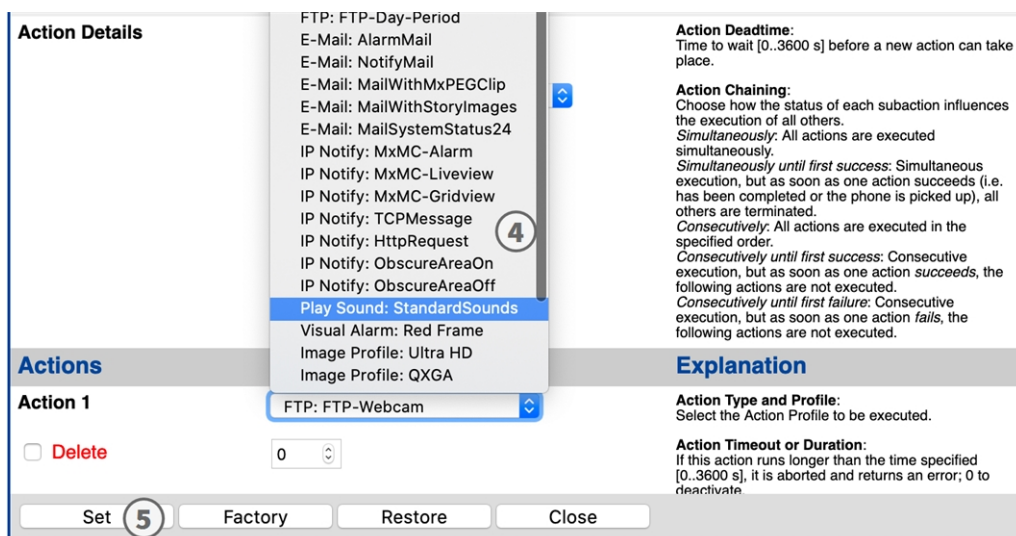 Action Details
FTP: FTP-Day-Period
E-Mail: AlarmMail
E-Mail: NotifyMail
E-Mail: MailWithMxPEGClip
E-Mail: MailWithStoryImages
E-Mail: MailSystemStatus24
IP Notify: MxMC-Alarm
IP Notify: MxMC-Liveview
IP Notify: MxMC-Gridview
IP Notify: TCPMessage
4
IP Notify: HttpRequest
IP Notify: ObscureAreaOn
IP Notify: ObscureAreaOff
Play Sound: StandardSounds
Visual Alarm: Red Frame
Image Profile: Ultra HD
Image Profile: QXGA
Action Deadtime:
Time to wait [0..3600 s] before a new action can take
place.
Action Chaining:
Choose how the status of each subaction influences
the execution of all others.
Simultaneously: All actions are executed
simultaneously.
Simultaneously until first success: Simultaneous
execution, but as soon as one action succeeds (i.e.
has been completed or the phone is picked up), all
others are terminated.
Consecutively: All actions are executed in the
specified order.
Consecutively until first success: Consecutive
execution, but as soon as one action succeeds, the
following actions are not executed.
Consecutively until first failure: Consecutive
execution, but as soon as one action fails, the
following actions are not executed.
Actions
Explanation
Action 1
FTP: FTP-Webcam
Action Type and Profile:
Select the Action Profile to be executed.
Delete
0
Action Timeout or Duration:
If this action runs longer than the time specified
[0..3600 s], it is aborted and returns an error; 0 to
deactivate.
Set
5
Factory
Restore
Close